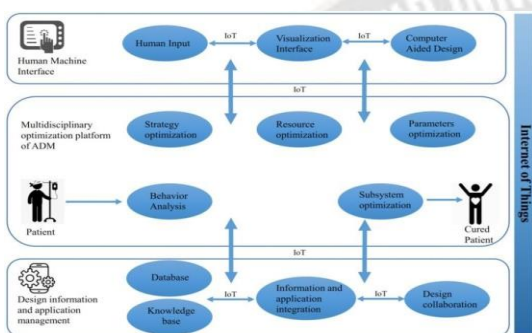 Human Machine
Interface
Human Input
IoT
Visualization
Interface
IoT
Computer
Aided Design
IoT
Multidisciplinary
optimization platform
of ADM
Strategy
optimization
Resource
optimization
Parameters
optimization
Patient
Behavior
Analysis
Subsystem
optimization
Cured
Patient
IoT
Design information
and application
management
Database
Knowledge
base
IoT
Information and
application
integration
IoT
Design
collaboration
Internet of Things